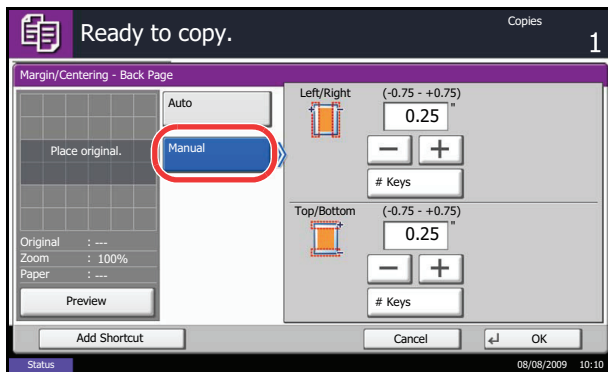 Ready to copy.
Copies
1
Margin/Centering - Back Page
Place original.
Original : ---
Zoom : 100%
Paper : ---
Preview
Auto
Manual
Left/Right (-0.75 - +0.75)
0.25 "
# Keys
Top/Bottom (-0.75 - +0.75)
0.25 "
# Keys
Add Shortcut
Cancel
OK
Status
08/08/2009 10:10